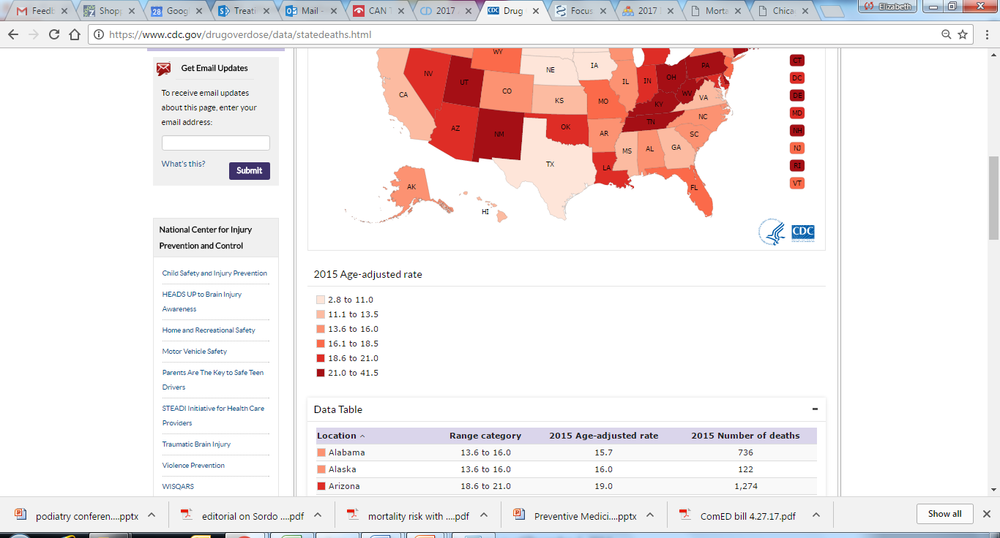 Feedb
Shopp
28 Goog
Treati
Mail -
CAN T
2017
Drug
Focus
2017
Morta
Chica
Elizabeth
https://www.cdc.gov/drugoverdose/data/statedeaths.html
Get Email Updates
To receive email updates
about this page, enter your
email address:
What's this?
Submit
National Center for Injury
Prevention and Control
Child Safety and Injury Prevention
HEADS UP to Brain Injury
Awareness
Home and Recreational Safety
Motor Vehicle Safety
Parents Are The Key to Safe Teen
Drivers
STEADI Initiative for Health Care
Providers
Traumatic Brain Injury
Violence Prevention
WISQARS
WY
NE
IA
NV
UT
CO
CA
KS
MO
IL
IN
OH
PA
WV
VA
KY
AZ
NM
OK
TN
NC
AR
SC
TX
MS
AL
GA
LA
FL
AK
HI
CT
DC
DE
MD
NH
NJ
RI
VT
CDC
2015 Age-adjusted rate
2.8 to 11.0
11.1 to 13.5
13.6 to 16.0
16.1 to 18.5
18.6 to 21.0
21.0 to 41.5
Data Table
Location Range category 2015 Age-adjusted rate 2015 Number of deaths
Alabama 13.6 to 16.0 15.7 736
Alaska 13.6 to 16.0 16.0 122
Arizona 18.6 to 21.0 19.0 1,274
podiatry conferen....pptx
editorial on Sordo ....pdf
mortality risk with ....pdf
Preventive Medici....pptx
ComED bill 4.27.17.pdf
Show all